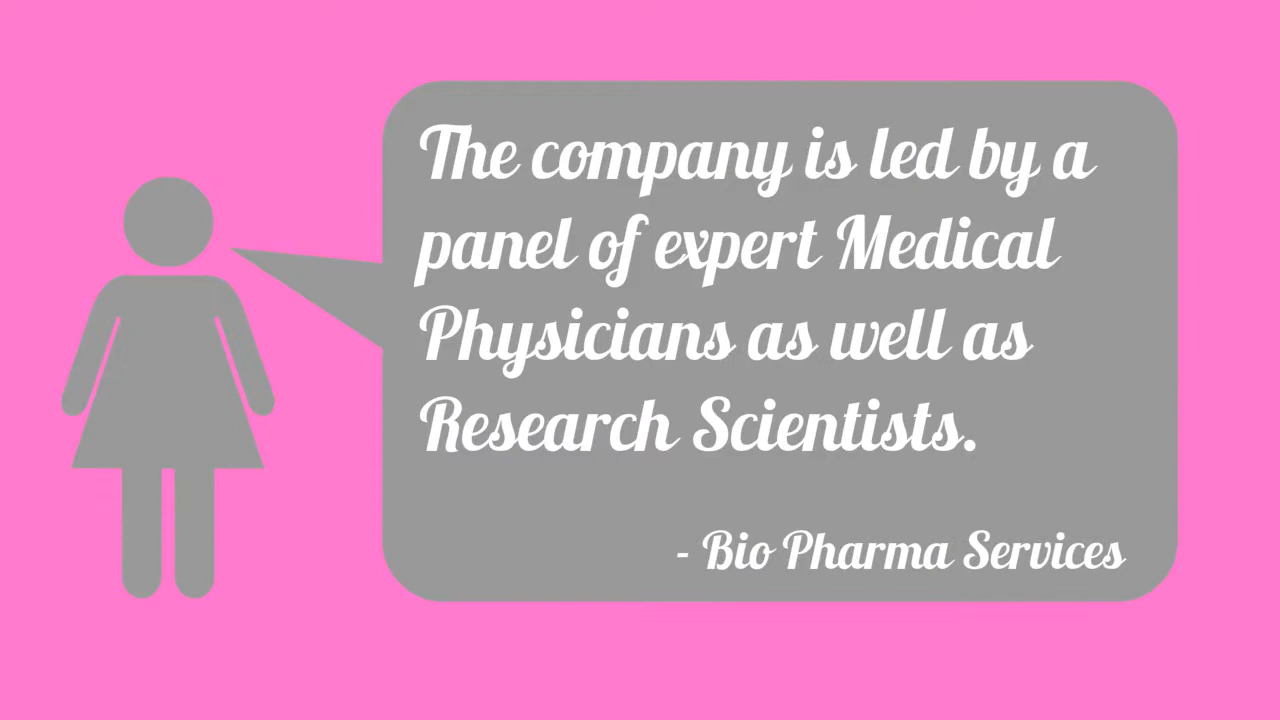 The company is led by a
panel of expert Medical
Physicians as well as
Research Scientists.
- Bio Pharma Services